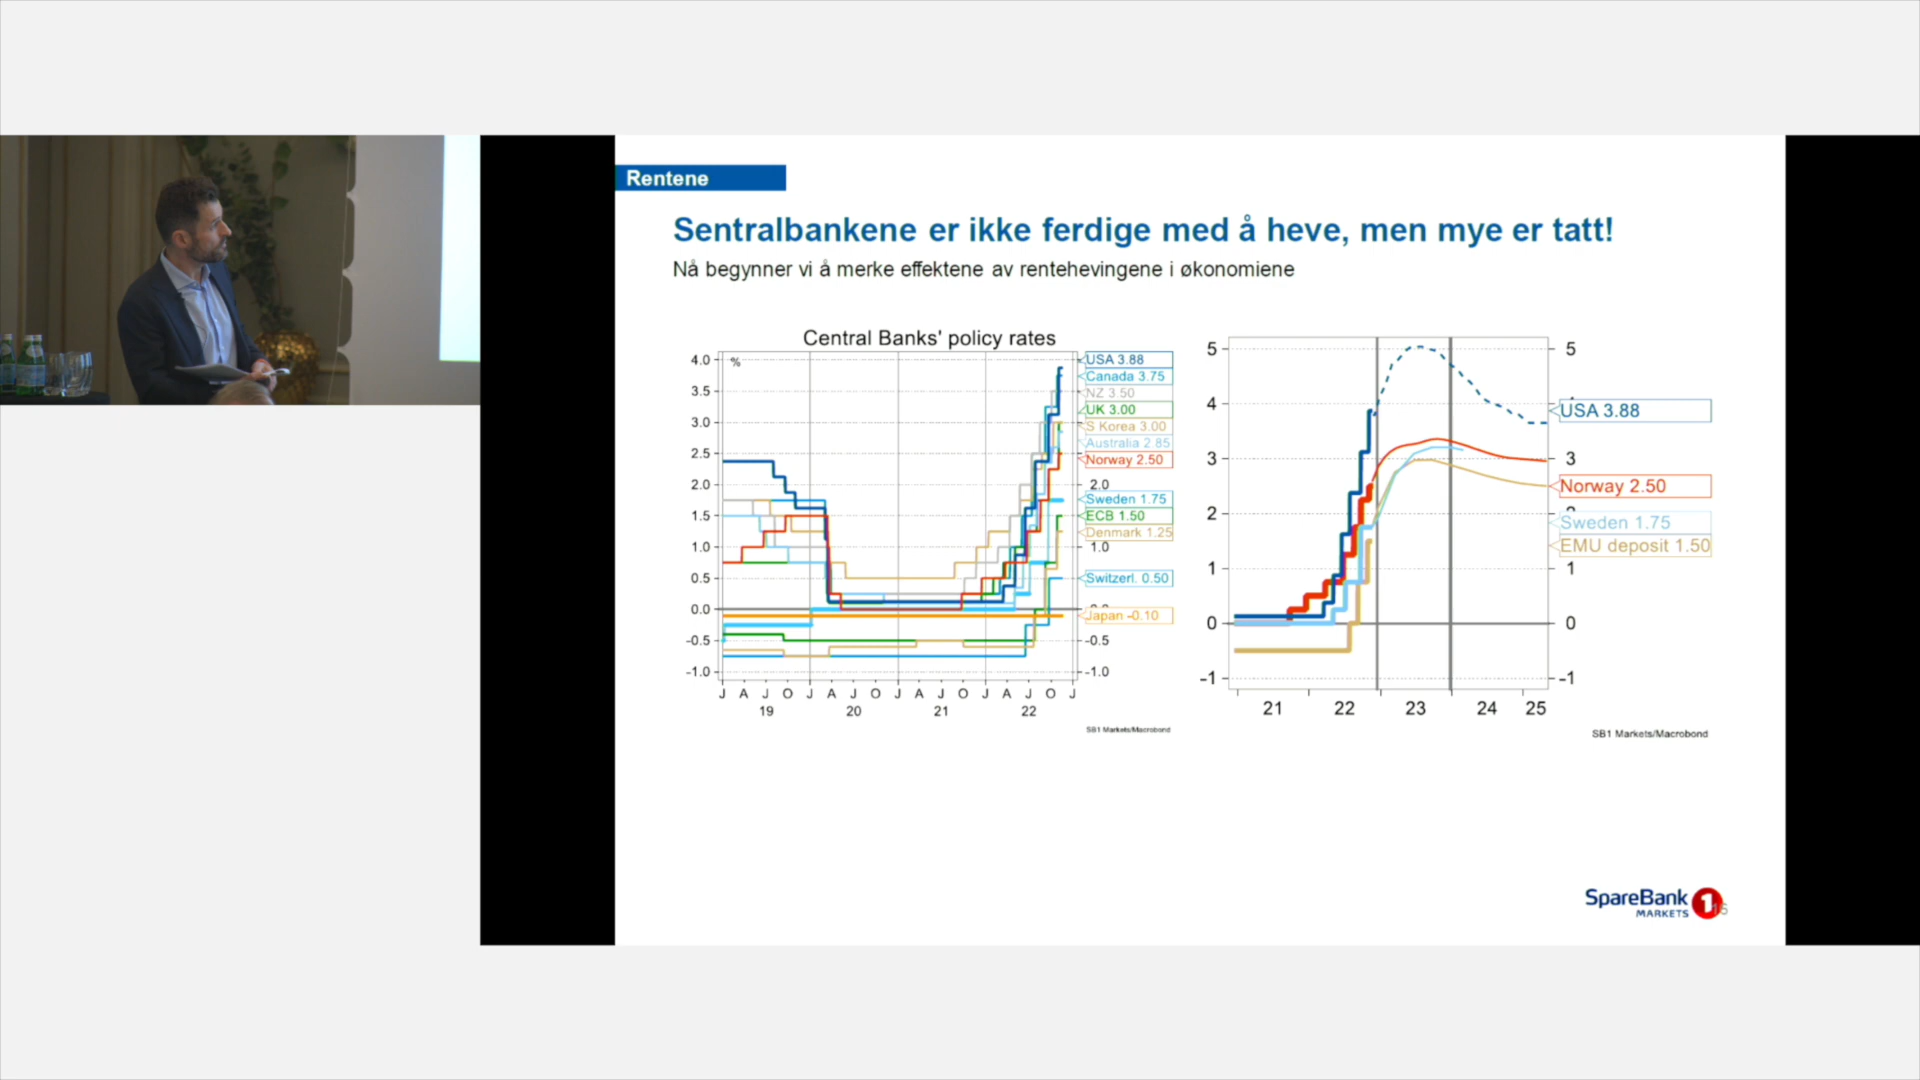 Rentene
Sentralbankene er ikke ferdige med å heve, men mye er tatt!
Nå begynner vi å merke effektene av rentehevingene i økonomiene
Central Banks' policy rates
%
4.0
3.5
3.0
2.5
2.0
1.5
1.0
0.5
0.0
-0.5
-1.0
USA 3.88
Canada 3.75
NZ 3.50
UK 3.00
S Korea 3.00
Australia 2.85
Norway 2.50
2.0
Sweden 1.75
ECB 1.50
Denmark 1.25
1.0
Switzerl. 0.50
Japan -0.10
-0.5
-1.0
J A J O J A J O J A J O J A J O J
19 20 21 22
SB1 Markets/Macrobond
5
4
3
2
1
0
-1
5
USA 3.88
3
Norway 2.50
Sweden 1.75
EMU deposit 1.50
1
0
-1
21 22 23 24 25
SB1 Markets/Macrobond
SpareBank 1
MARKETS